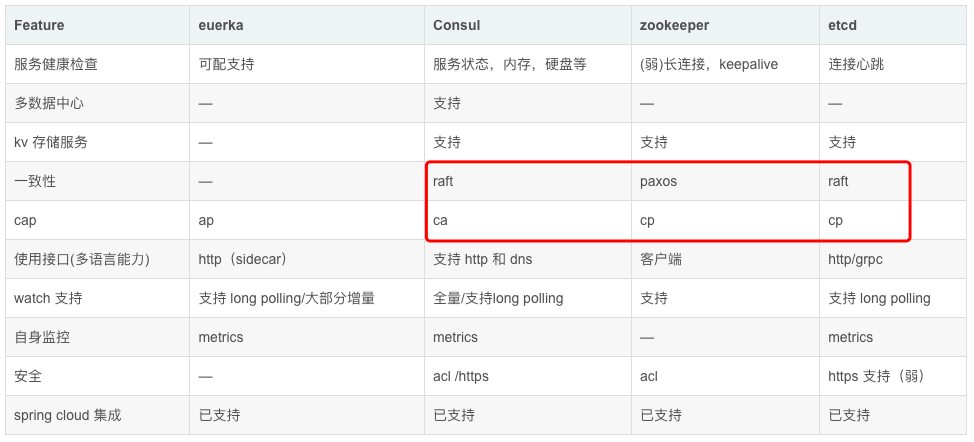 Feature euerka Consul zookeeper etcd
服务健康检查 可配支持 服务状态，内存，硬盘等 (弱)长连接，keepalive 连接心跳
多数据中心 — 支持 — —
kv 存储服务 — 支持 支持 支持
一致性 — raft paxos raft
cap ap ca cp cp
使用接口(多语言能力) http（sidecar） 支持 http 和 dns 客户端 http/grpc
watch 支持 支持 long polling/大部分增量 全量/支持long polling 支持 支持 long polling
自身监控 metrics metrics — metrics
安全 — acl /https acl https 支持（弱）
spring cloud 集成 已支持 已支持 已支持 已支持